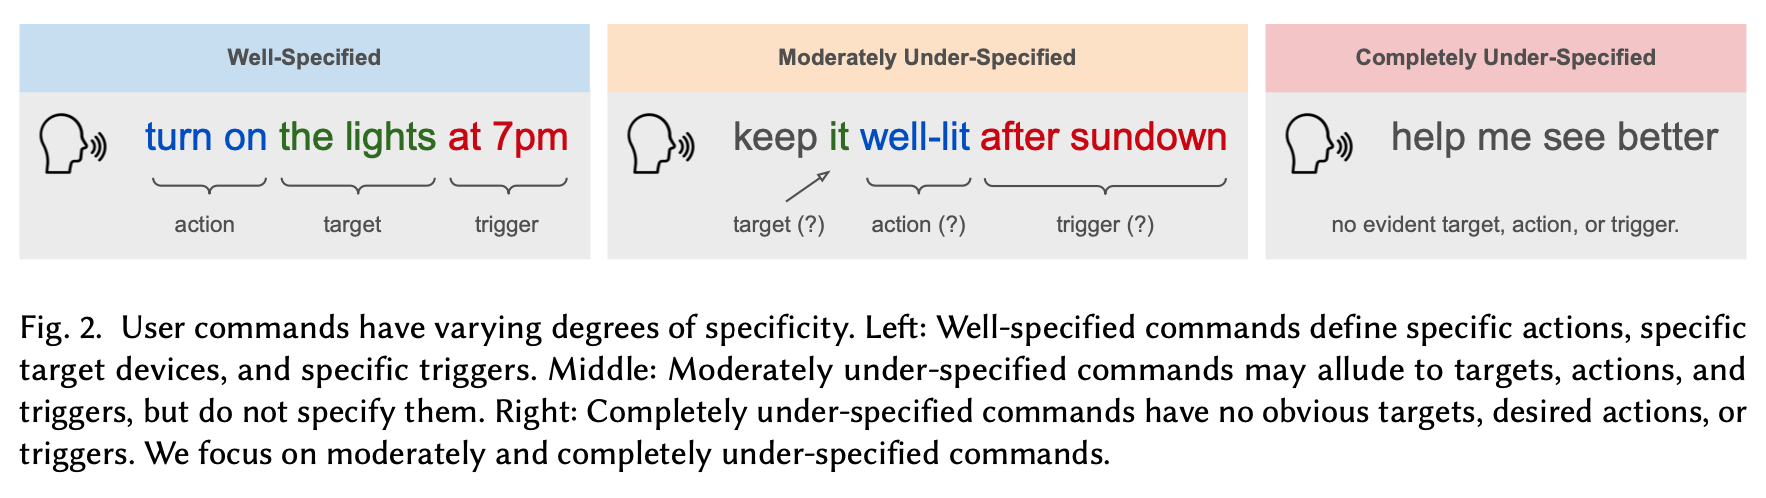 Well-Specified
turn on the lights at 7pm
action target trigger
Moderately Under-Specified
keep it well-lit after sundown
target (?) action (?) trigger (?)
Completely Under-Specified
help me see better
no evident target, action, or trigger.
Fig. 2. User commands have varying degrees of specificity. Left: Well-specified commands define specific actions, specific
target devices, and specific triggers. Middle: Moderately under-specified commands may allude to targets, actions, and
triggers, but do not specify them. Right: Completely under-specified commands have no obvious targets, desired actions, or
triggers. We focus on moderately and completely under-specified commands.